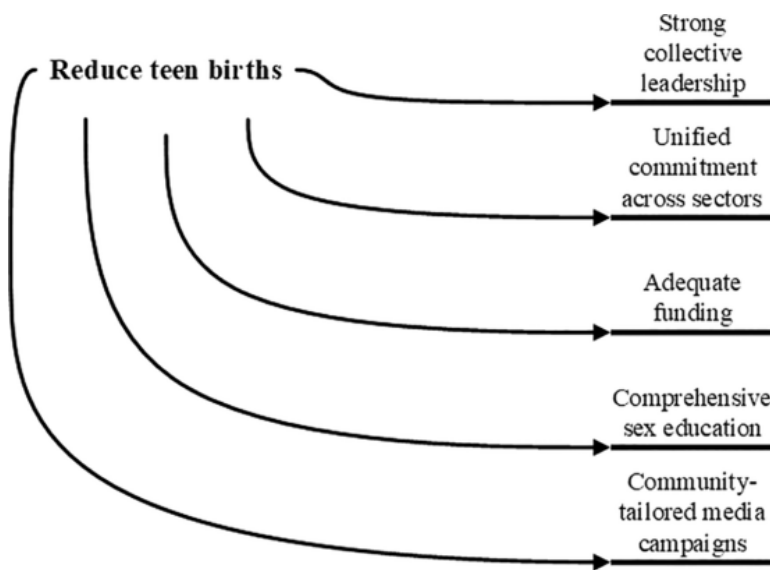 Reduce teen births
Strong
collective
leadership
Unified
commitment
across sectors
Adequate
funding
Comprehensive
sex education
Community-
tailored media
campaigns